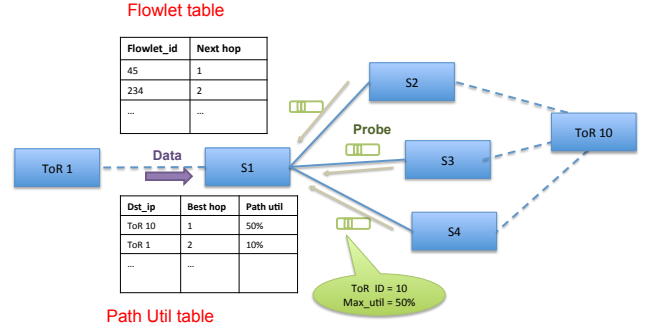 Flowlet table
Flowlet_id Next hop
45 1
234 2
... ...
S2
Probe
ToR 10
Data
ToR 1
S1
S3
Dst_ip Best hop Path util
ToR 10 1 50%
ToR 1 2 10%
... ...
S4
ToR ID = 10
Max_util = 50%
Path Util table